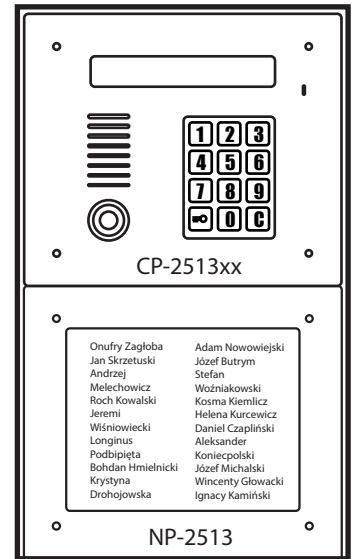 1 2 3
4 5 6
7 8 9
0 C
CP-2513xx
Onufry Zagłoba
Jan Skrzetuski
Andrzej
Melechowicz
Roch Kowalski
Jeremi
Wiśniowiecki
Longinus
Podbipięta
Bohdan Hmielnicki
Krystyna
Drohojowska
Adam Nowowiejski
Józef Butrym
Stefan
Woźniakowski
Kosma Kiemlicz
Helena Kurcewicz
Daniel Czapliński
Aleksander
Koniecpolski
Józef Michalski
Wincenty Głowacki
Ignacy Kamiński
NP-2513